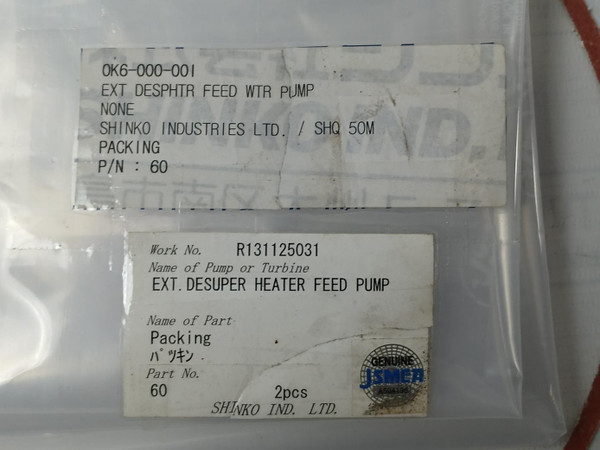 OK6-000-001
EXT DESPHTR FEED WTR PUMP
NONE
SHINKO INDUSTRIES LTD. / SHQ 50M
PACKING
P/N : 60
Work No. R131125031
Name of Pump or Turbine
EXT.DESUPER HEATER FEED PUMP
Name of Part
Packing
ﾊﾟﾂｷﾝ
Part No.
60 2pcs
SHINKO IND. LTD.
GENUINE
JSMEA